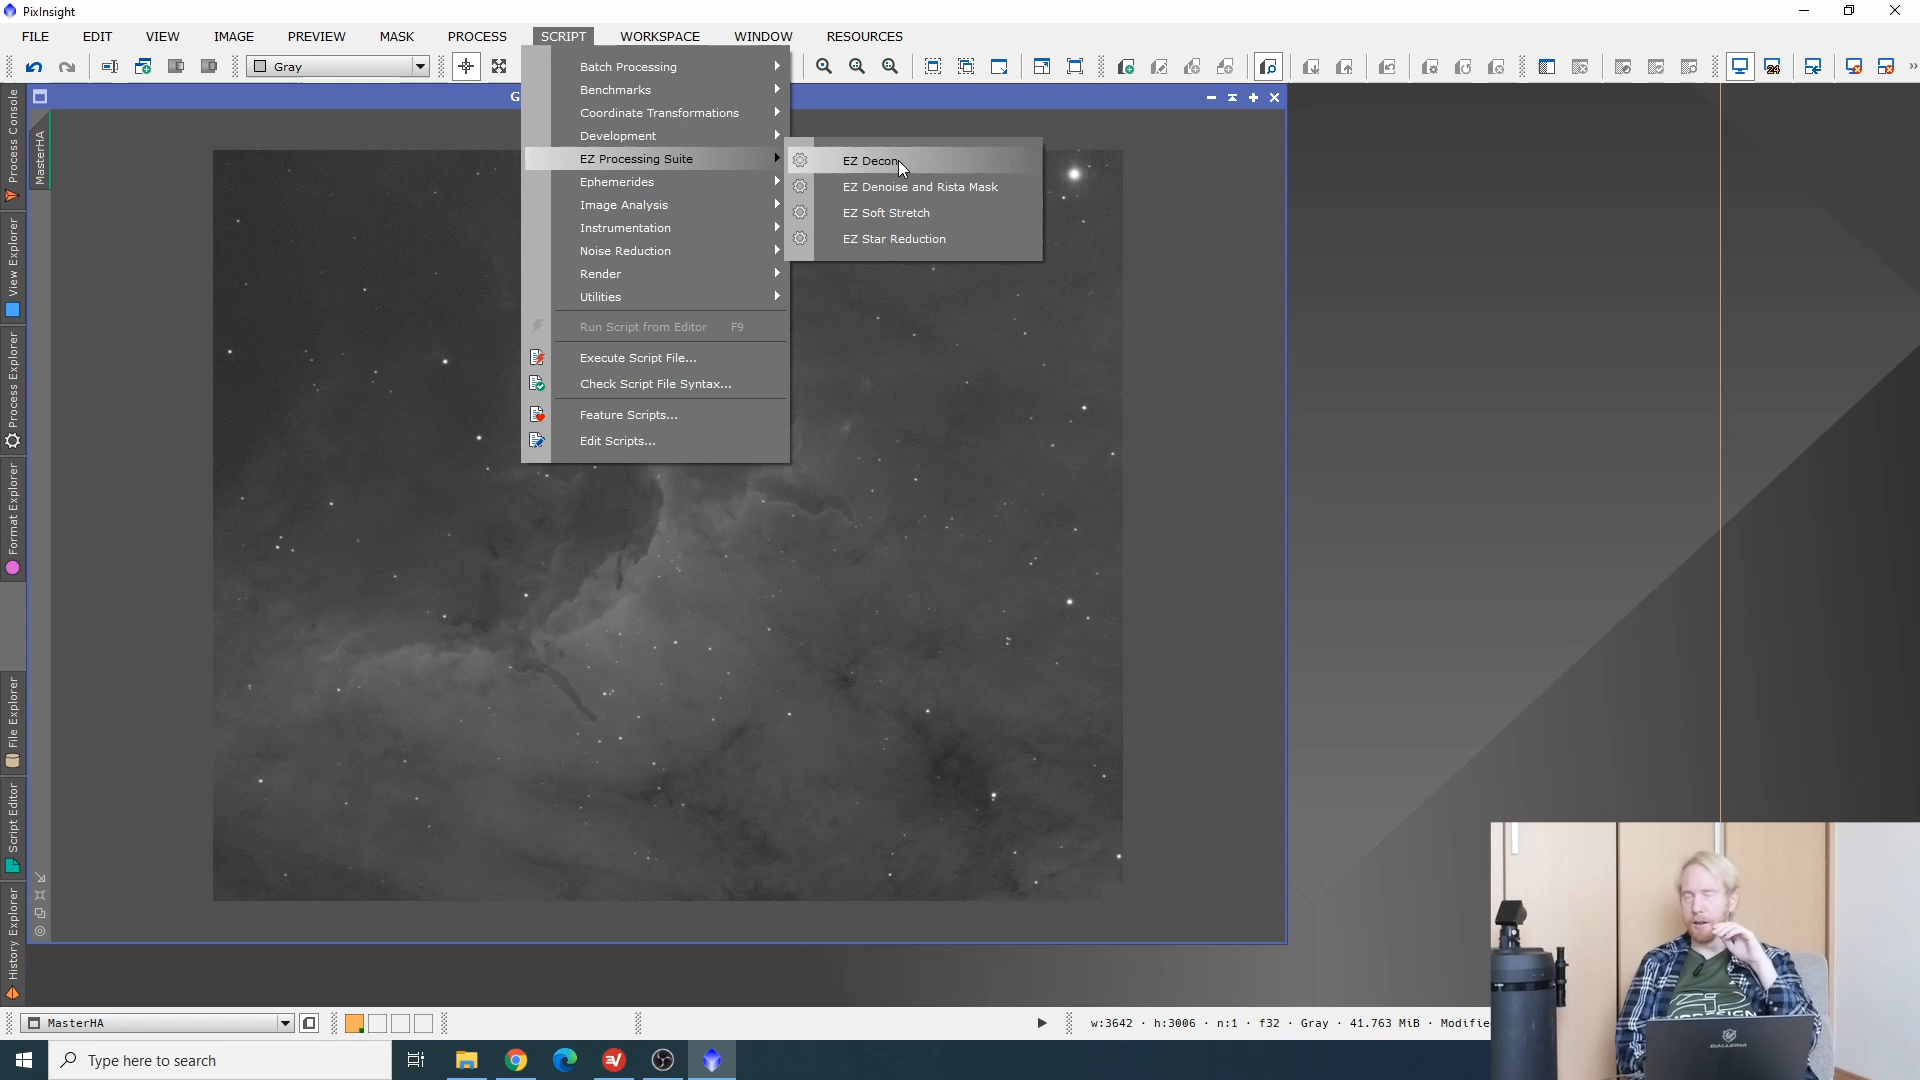 PixInsight
FILE EDIT VIEW IMAGE PREVIEW MASK PROCESS SCRIPT WORKSPACE WINDOW RESOURCES
Gray
24
G
Batch Processing
Benchmarks
Coordinate Transformations
Development
EZ Processing Suite
Ephemerides
Image Analysis
Instrumentation
Noise Reduction
Render
Utilities
Run Script from Editor F9
Execute Script File...
Check Script File Syntax...
Feature Scripts...
Edit Scripts...
EZ Decon
EZ Denoise and Rista Mask
EZ Soft Stretch
EZ Star Reduction
Process Console
View Explorer
Process Explorer
Format Explorer
File Explorer
Script Editor
History Explorer
MasterHA
MasterHA
w:3642 · h:3006 · n:1 · f32 · Gray · 41.763 MiB · Modifie
GALLERIA
Type here to search